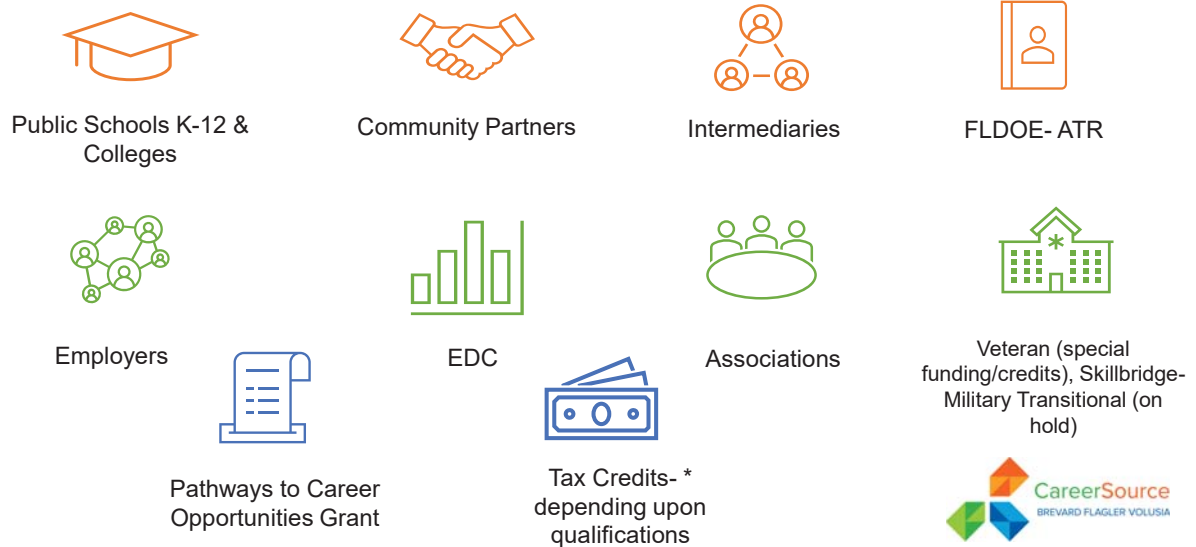 Public Schools K-12 &
Colleges
Community Partners
Intermediaries
FLDOE- ATR
Employers
EDC
Associations
Veteran (special
funding/credits), Skillbridge-
Military Transitional (on
hold)
Pathways to Career
Opportunities Grant
Tax Credits- *
depending upon
qualifications
CareerSource
BREVARD FLAGLER VOLUSIA